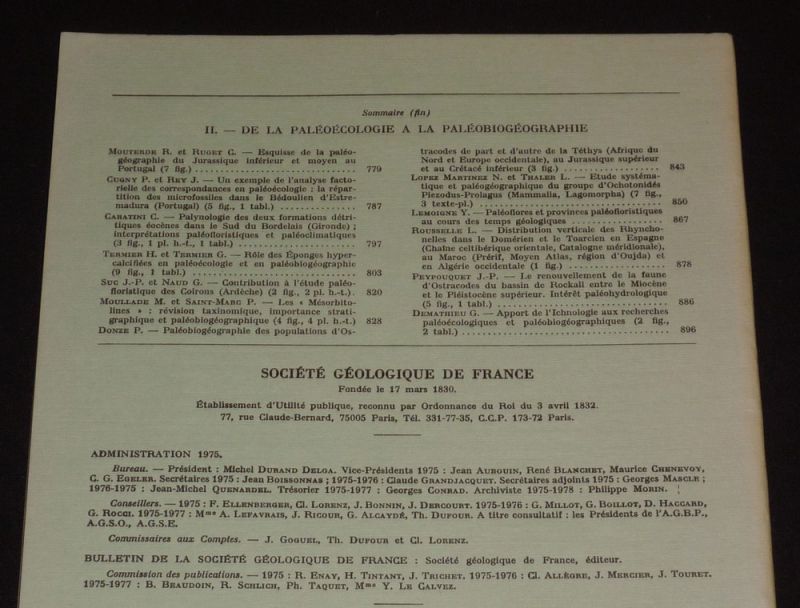 Sommaire (fin)
II. — DE LA PALÉOÉCOLOGIE A LA PALÉOBIOGÉOGRAPHIE
MOUTERDE R. et RUGET C. — Esquisse de la paléo-
géographie du Jurassique inférieur et moyen au
Portugal (7 fig.) ........ 779
CUGNY P. et REY J. — Un exemple de l'analyse facto-
rielle des correspondances en paléoécologie : la répar-
tition des microfossiles dans le Bédoulien d'Estre-
madura (Portugal) (5 fig., 1 tabl.) ........ 787
GABATINI C. — Palynologie des deux formations détri-
tiques éocènes dans le Sud du Bordelais (Gironde) ;
interprétations paléofloristiques et paléoclimatiques
(3 fig., 1 pl. h.-t., 1 tabl.) ........ 797
TERMIER H. et TERMIER G. — Rôle des Éponges hyper-
calcifiées en paléoécologie et en paléobiogéographie
(9 fig., 1 tabl.) ........ 803
SUC J.-P. et NAUD G. — Contribution à l'étude paléo-
floristique des Coirons (Ardèche) (2 fig., 2 pl. h.-t.). 820
MOULLADE M. et SAINT-MARC P. — Les « Mésorbito-
lines » : révision taxinomique, importance strati-
graphique et paléobiogéographique (4 fig., 4 pl. h.-t.) 828
DONZE P. — Paléobiogéographie des populations d'Os-
tracodes de part et d'autre de la Téthys (Afrique du
Nord et Europe occidentale), au Jurassique supérieur
et au Crétacé inférieur (3 fig.) ........ 843
LOPEZ MARTINEZ N. et THALER L. — Etude systéma-
tique et paléogéographique du groupe d'Ochotonidés
Piezodus-Prolagus (Mammalia, Lagomorpha) (7 fig.,
3 texte-pl.) ........ 850
LEMOIGNE Y. — Paléoflores et provinces paléofloristiques
au cours des temps géologiques ........ 867
ROUSSELLE L. — Distribution verticale des Rhyncho-
nelles dans le Domérien et le Toarcien en Espagne
(Chaîne celtibérique orientale, Catalogne méridionale),
au Maroc (Prérif, Moyen Atlas, région d'Oujda) et
en Algérie occidentale (1 fig.) ........ 878
PEYPOUQUET J.-P. — Le renouvellement de la faune
d'Ostracodes du bassin de Rockall entre le Miocène
et le Pléistocène supérieur. Intérêt paléohydrologique
(5 fig., 1 tabl.) ........ 886
DEMATHIEU G. — Apport de l'Ichnologie aux recherches
paléoécologiques et paléobiogéographiques (2 fig.,
2 tabl.) ........ 896
SOCIÉTÉ GÉOLOGIQUE DE FRANCE
Fondée le 17 mars 1830.
Établissement d'Utilité publique, reconnu par Ordonnance du Roi du 3 avril 1832.
77, rue Claude-Bernard, 75005 Paris, Tél. 331-77-35, C.C.P. 173-72 Paris.
ADMINISTRATION 1975.
Bureau. — Président : Michel DURAND DELGA. Vice-Présidents 1975 : Jean AUBOUIN, René BLANCHET, Maurice CHENEVOY,
C. G. EGELER. Secrétaires 1975 : Jean BOISSONNAS ; 1975-1976 : Claude GRANDJACQUET. Secrétaires adjoints 1975 : Georges MASCLE ;
1976-1975 : Jean-Michel QUENARDEL. Trésorier 1975-1977 : Georges CONRAD. Archiviste 1975-1978 : Philippe MORIN.
Conseillers. — 1975 : F. ELLENBERGER, Cl. LORENZ, J. BONNIN, J. DERCOURT. 1975-1976 : G. MILLOT, G. BOILLOT, D. HACCARD,
G. ROCCI. 1975-1977 : Mme A. LEFAVRAIS, J. RICOUR, G. ALCAYDÉ, Th. DUFOUR. A titre consultatif : les Présidents de l'A.G.B.P.,
A.G.S.O., A.G.S.E.
Commissaires aux Comptes. — J. GOGUEL, Th. DUFOUR et Cl. LORENZ.
BULLETIN DE LA SOCIÉTÉ GÉOLOGIQUE DE FRANCE : Société géologique de France, éditeur.
Commission des publications. — 1975 : R. ENAY, H. TINTANT, J. TRICHET. 1975-1976 : Cl. ALLÈGRE, J. MERCIER, J. TOURET.
1975-1977 : B. BEAUDOIN, R. SCHLICH, Ph. TAQUET, Mme Y. LE CALVEZ.